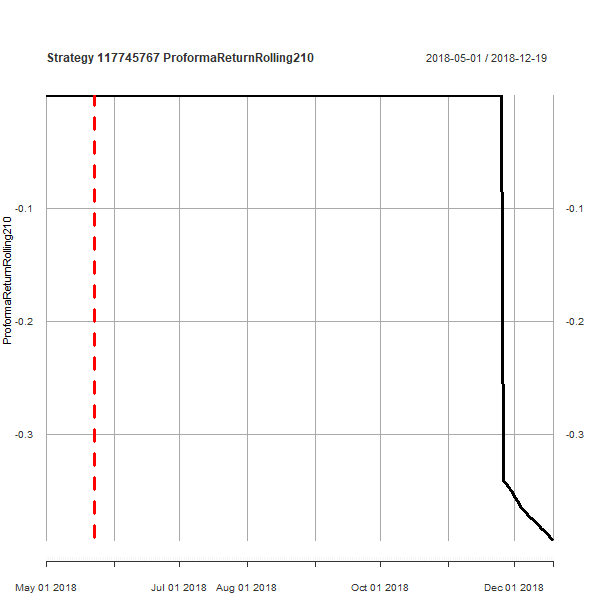 Strategy 117745767 ProformaReturnRolling210
2018-05-01 / 2018-12-19
ProformaReturnRolling210
-0.1
-0.1
-0.2
-0.2
-0.3
-0.3
May 01 2018
Jul 01 2018
Aug 01 2018
Oct 01 2018
Dec 01 2018